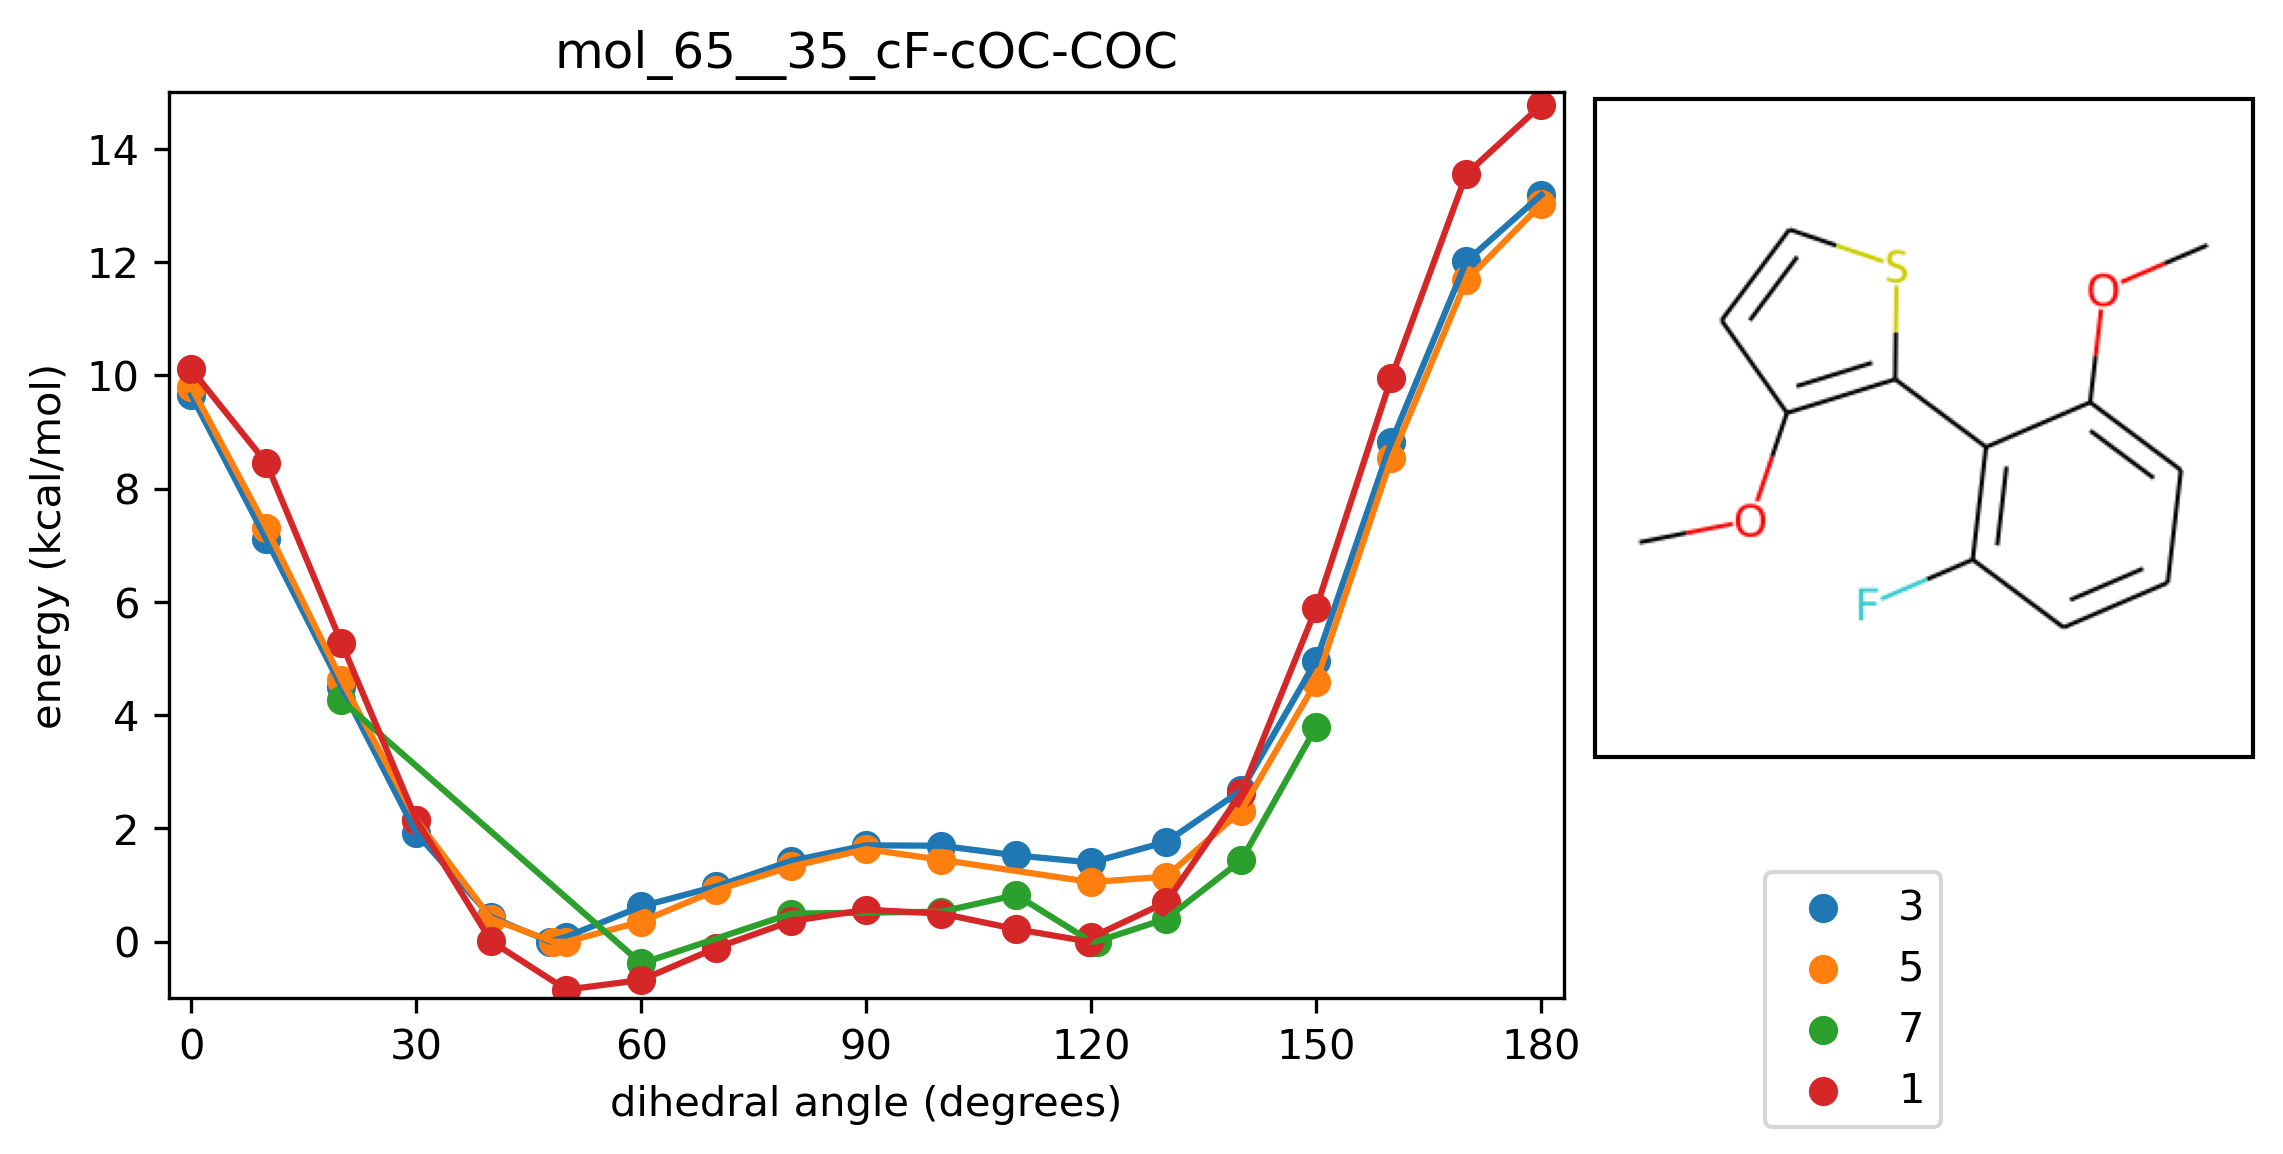 mol_65__35_cF-cOC-COC
energy (kcal/mol)
14
12
10
8
6
4
2
0
0 30 60 90 120 150 180
dihedral angle (degrees)
S
O
O
F
3
5
7
1